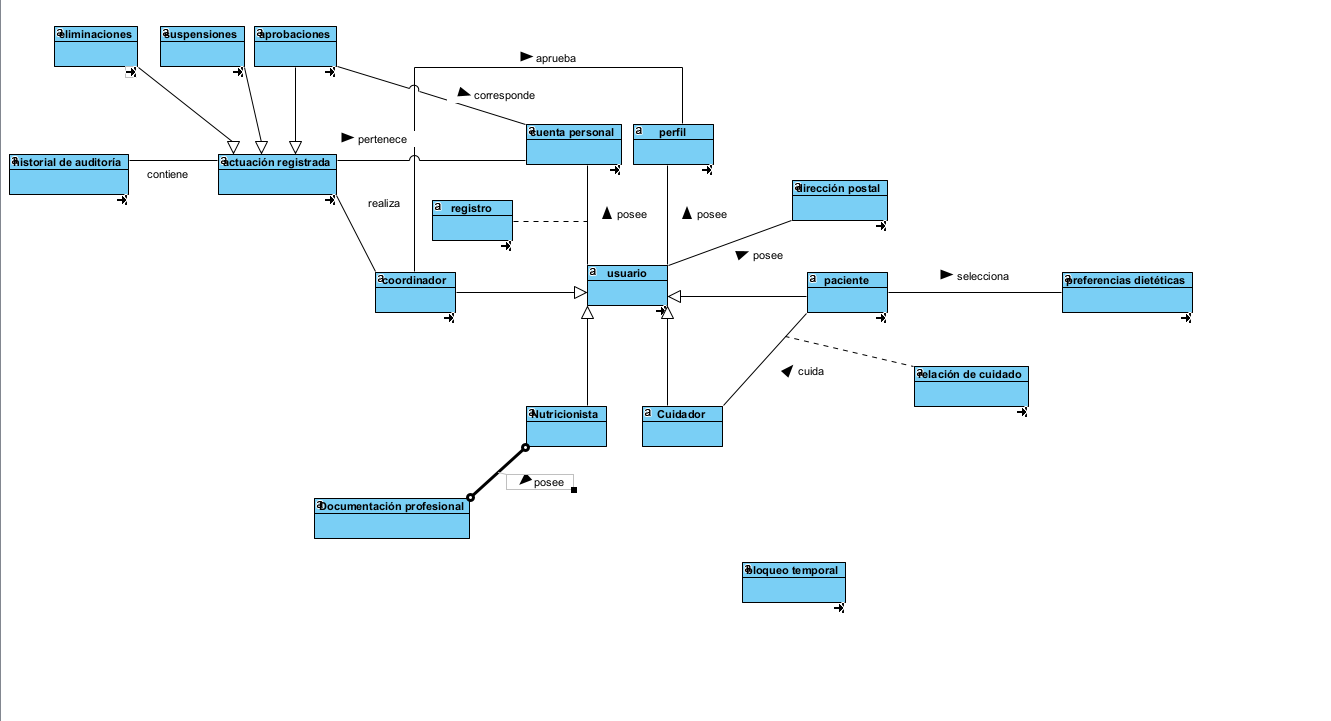 eliminaciones
suspensiones
aprobaciones
aprueba
corresponde
cuenta personal
perfil
pertenece
historial de auditoría
actuación registrada
contiene
dirección postal
realiza
registro
posee
posee
posee
coordinador
usuario
paciente
selecciona
preferencias dietéticas
cuida
relación de cuidado
Nutricionista
Cuidador
posee
Documentación profesional
bloqueo temporal